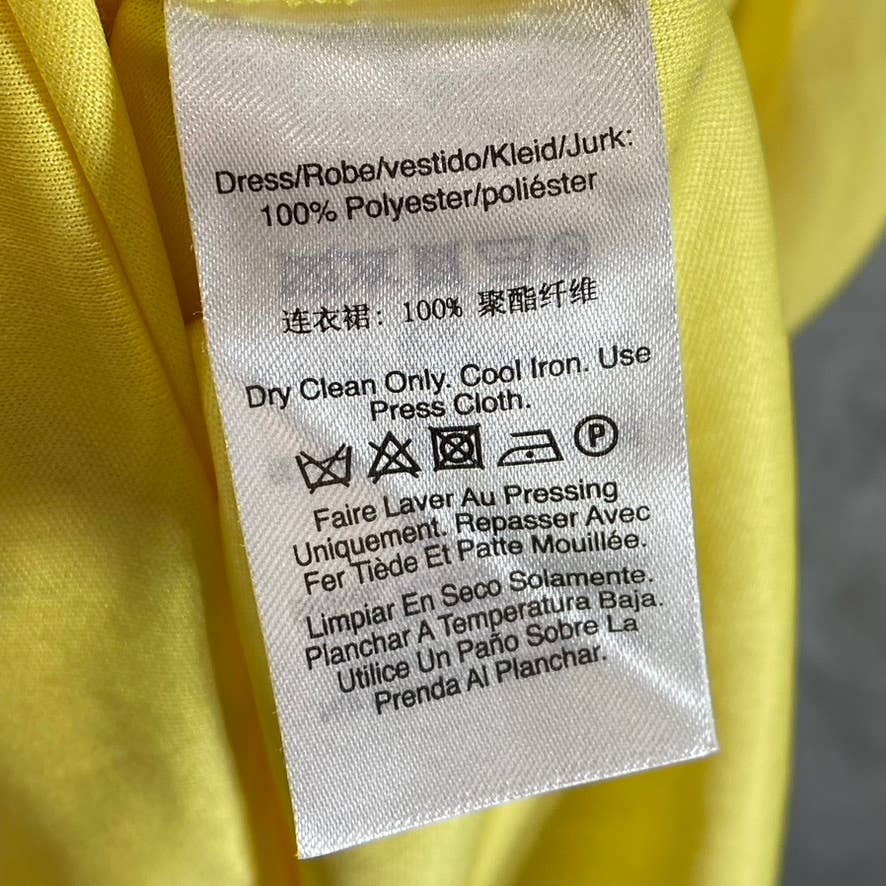 Dress/Robe/vestido/Kleid/Jurk:
100% Polyester/poliéster
连衣裙: 100% 聚酯纤维
Dry Clean Only. Cool Iron. Use
Press Cloth.
P
Faire Laver Au Pressing
Uniquement. Repasser Avec
Fer Tiède Et Patte Mouillée.
Limpiar En Seco Solamente.
Planchar A Temperatura Baja.
Utilice Un Paño Sobre La
Prenda Al Planchar.